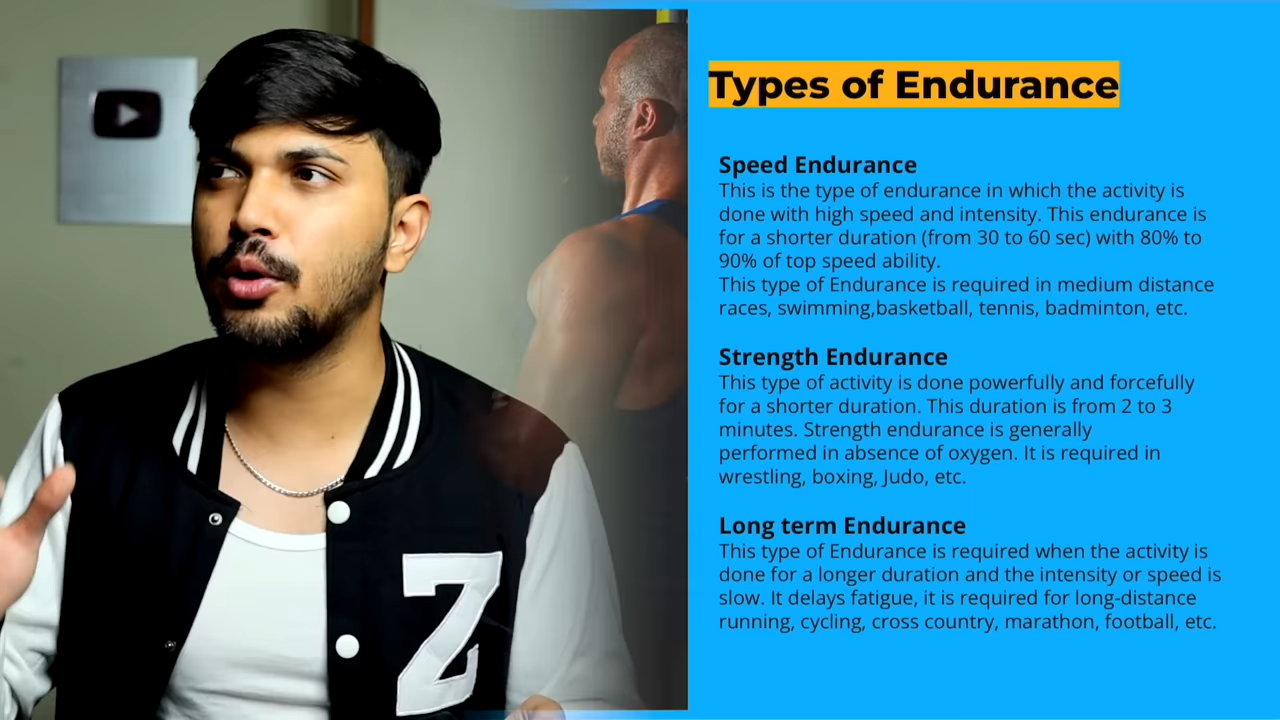 Types of Endurance
Speed Endurance
This is the type of endurance in which the activity is
done with high speed and intensity. This endurance is
for a shorter duration (from 30 to 60 sec) with 80% to
90% of top speed ability.
This type of Endurance is required in medium distance
races, swimming,basketball, tennis, badminton, etc.
Strength Endurance
This type of activity is done powerfully and forcefully
for a shorter duration. This duration is from 2 to 3
minutes. Strength endurance is generally
performed in absence of oxygen. It is required in
wrestling, boxing, Judo, etc.
Long term Endurance
This type of Endurance is required when the activity is
done for a longer duration and the intensity or speed is
slow. It delays fatigue, it is required for long-distance
running, cycling, cross country, marathon, football, etc.
Z